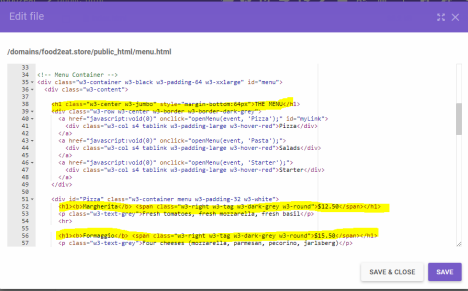 Edit file
/domains/food2eat.store/public_html/menu.html
33
34 <!-- Menu Container -->
35 <div class="w3-container w3-black w3-padding-64 w3-xxlarge" id="menu">
36 <div class="w3-content">
37
38 <h1 class="w3-center w3-jumbo" style="margin-bottom:64px">THE MENU</h1>
39 <div class="w3-row w3-center w3-border w3-border-dark-grey">
40 <a href="javascript:void(0)" onclick="openMenu(event, 'Pizza');" id="myLink">
41 <div class="w3-col s4 tablink w3-padding-large w3-hover-red">Pizza</div>
42 </a>
43 <a href="javascript:void(0)" onclick="openMenu(event, 'Pasta');">
44 <div class="w3-col s4 tablink w3-padding-large w3-hover-red">Salads</div>
45 </a>
46 <a href="javascript:void(0)" onclick="openMenu(event, 'Starter');">
47 <div class="w3-col s4 tablink w3-padding-large w3-hover-red">Starter</div>
48 </a>
49 </div>
50
51 <div id="Pizza" class="w3-container menu w3-padding-32 w3-white">
52 <h1><b>Margherita</b> <span class="w3-right w3-tag w3-dark-grey w3-round">$12.50</span></h1>
53 <p class="w3-text-grey">Fresh tomatoes, fresh mozzarella, fresh basil</p>
54 <hr>
55
56 <h1><b>Formaggio</b> <span class="w3-right w3-tag w3-dark-grey w3-round">$15.50</span></h1>
57 <p class="w3-text-grey">Four cheeses (mozzarella, parmesan, pecorino, jarlsberg)</p>
SAVE & CLOSE
SAVE